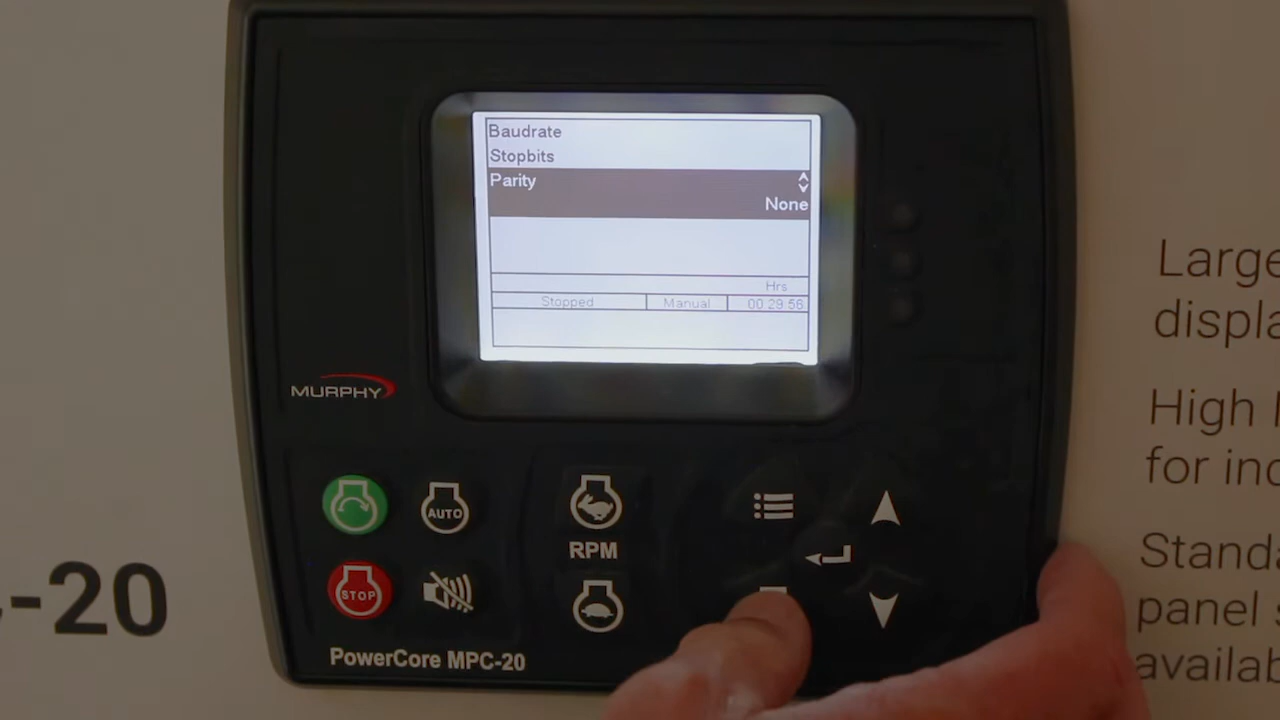 Baudrate
Stopbits
Parity
None
Hrs
Stopped
Manual
00:29:56
MURPHY
AUTO
RPM
STOP
PowerCore MPC-20
-20
Large
displa
High
for ind
Standa
panel s
availab